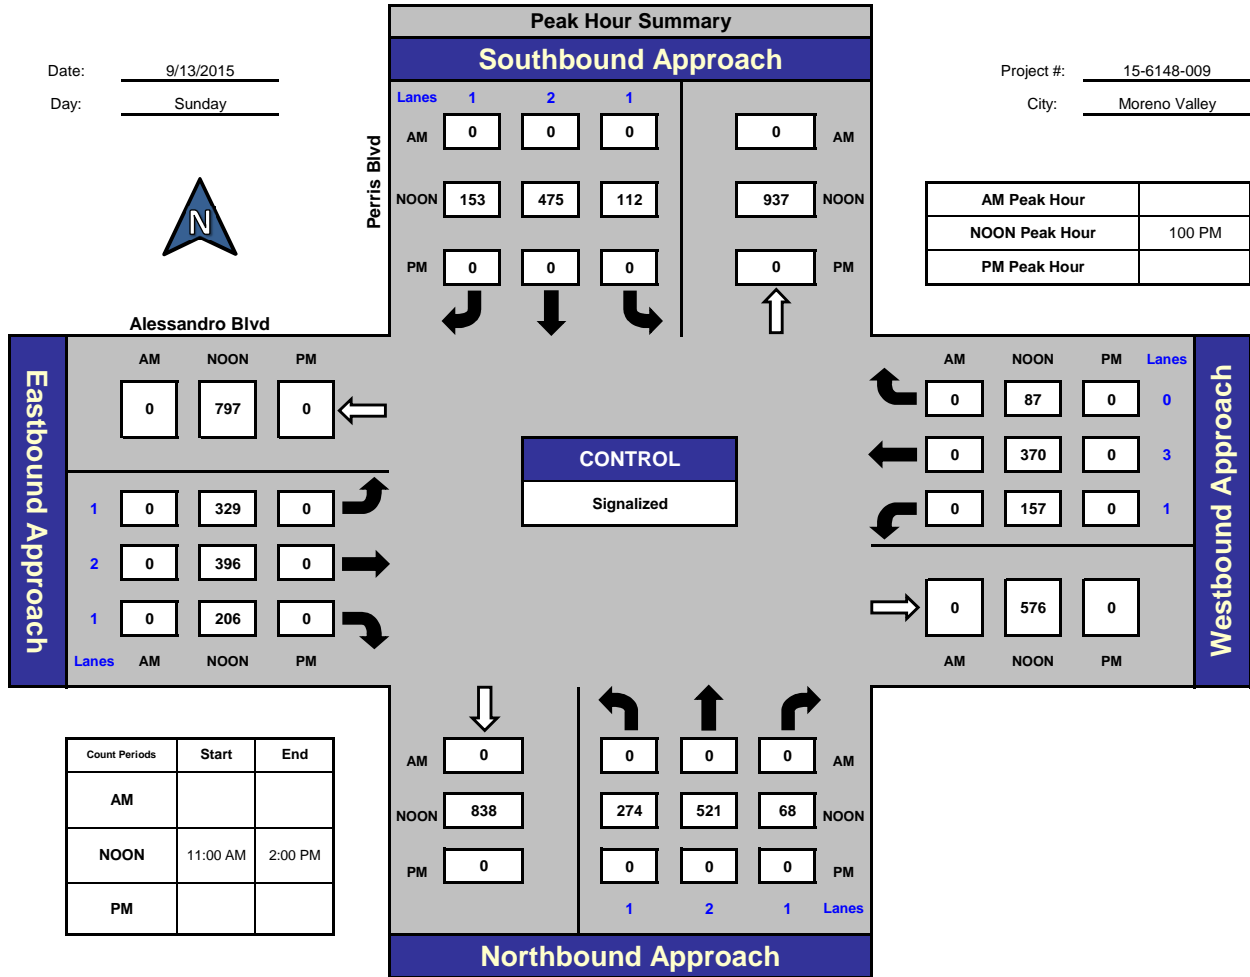 Peak Hour Summary
Southbound Approach
Date: 9/13/2015
Day: Sunday
Project #: 15-6148-009
City: Moreno Valley
N
Perris Blvd
Lanes 1 2 1
AM 0 0 0 0 AM
NOON 153 475 112 937 NOON
PM 0 0 0 0 PM
AM Peak Hour
NOON Peak Hour 100 PM
PM Peak Hour
Alessandro Blvd
Eastbound Approach
AM NOON PM
0 797 0
1 0 329 0
2 0 396 0
1 0 206 0
Lanes AM NOON PM
CONTROL
Signalized
AM NOON PM Lanes
0 87 0 0
0 370 0 3
0 157 0 1
0 576 0
AM NOON PM
Westbound Approach
Count Periods Start End
AM
NOON 11:00 AM 2:00 PM
PM
AM 0 0 0 0 AM
NOON 838 274 521 68 NOON
PM 0 0 0 0 PM
1 2 1 Lanes
Northbound Approach